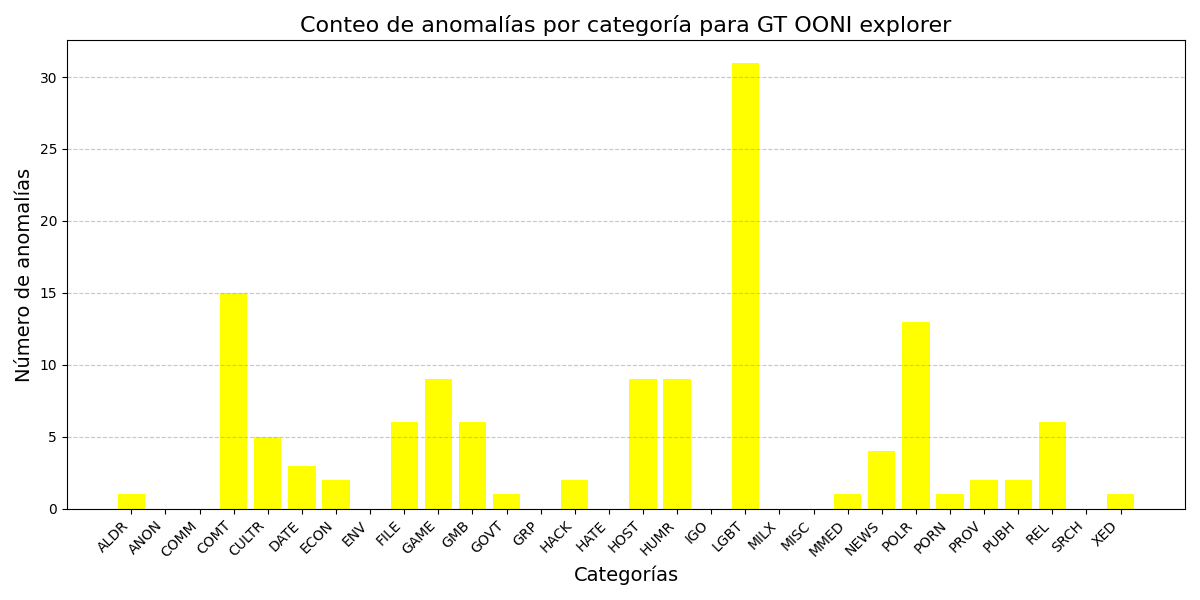 Conteo de anomalías por categoría para GT OONI explorer
Número de anomalías
30
25
20
15
10
5
0
ALDR
ANON
COMM
COMT
CULTR
DATE
ECON
ENV
FILE
GAME
GMB
GOVT
GRP
HACK
HATE
HOST
HUMR
IGO
LGBT
MILX
MISC
MMED
NEWS
POLR
PORN
PROV
PUBH
REL
SRCH
XED
Categorías